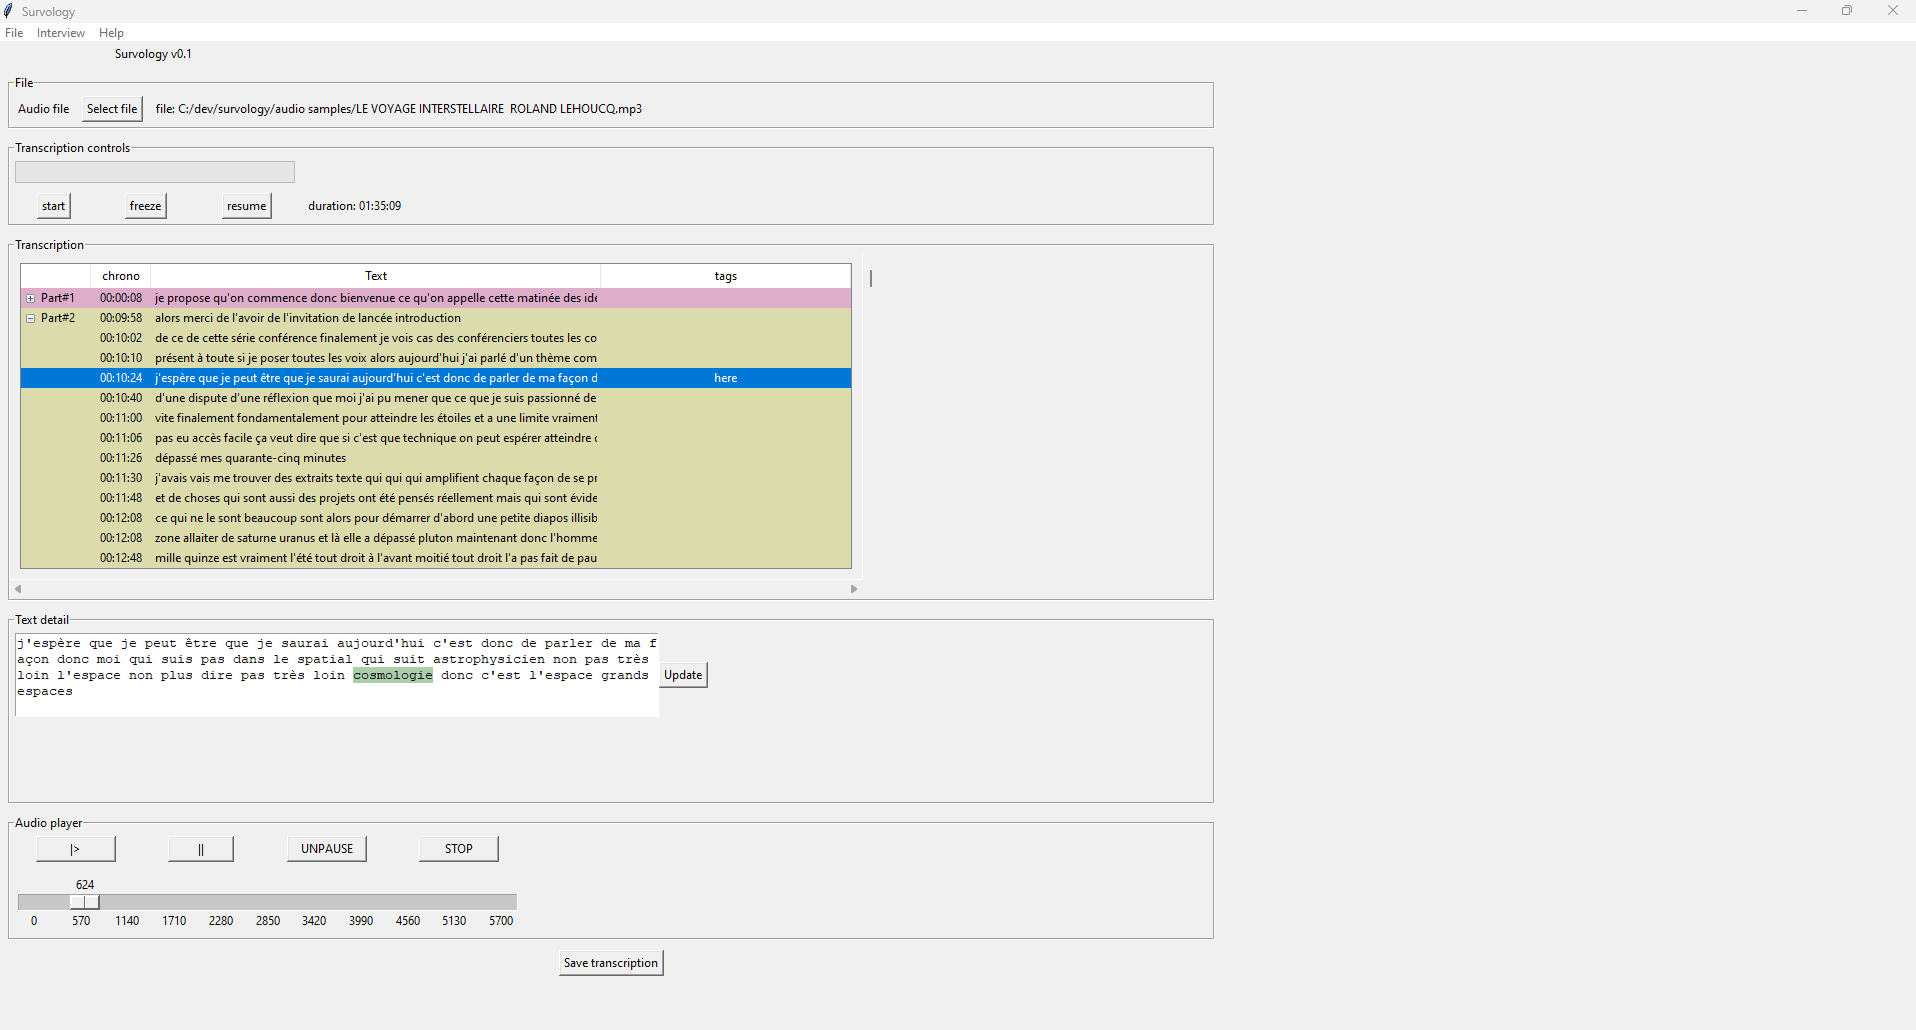 Survology
File Interview Help
Survology v0.1
File
Audio file Select file file: C:/dev/survology/audio samples/LE VOYAGE INTERSTELLAIRE  ROLAND LEHOUCQ.mp3
Transcription controls
start freeze resume duration: 01:35:09
Transcription
chrono Text tags
Part#1 00:00:08 je propose qu'on commence donc bienvenue ce qu'on appelle cette matinée des idé
Part#2 00:09:58 alors merci de l'avoir de l'invitation de lancée introduction
00:10:02 de ce de cette série conférence finalement je vois cas des conférenciers toutes les co
00:10:10 présent à toute si je poser toutes les voix alors aujourd'hui j'ai parlé d'un thème com
00:10:24 j'espère que je peut être que je saurai aujourd'hui c'est donc de parler de ma façon d here
00:10:40 d'une dispute d'une réflexion que moi j'ai pu mener que ce que je suis passionné de
00:11:00 vite finalement fondamentalement pour atteindre les étoiles et a une limite vraiment
00:11:06 pas eu accès facile ça veut dire que si c'est que technique on peut espérer atteindre
00:11:26 dépassé mes quarante-cinq minutes
00:11:30 j'avais vais me trouver des extraits texte qui qui qui amplifient chaque façon de se pr
00:11:48 et de choses qui sont aussi des projets ont été pensés réellement mais qui sont évide
00:12:08 ce qui ne le sont beaucoup sont alors pour démarrer d'abord une petite diapos illisib
00:12:08 zone allaiter de saturne uranus et là elle a dépassé pluton maintenant donc l'homme
00:12:48 mille quinze est vraiment l'été tout droit à l'avant moitié tout droit l'a pas fait de pau
Text detail
j'espère que je peut être que je saurai aujourd'hui c'est donc de parler de ma f
açon donc moi qui suis pas dans le spatial qui suit astrophysicien non pas très
loin l'espace non plus dire pas très loin cosmologie donc c'est l'espace grands
espaces
Update
Audio player
|> || UNPAUSE STOP
624
0 570 1140 1710 2280 2850 3420 3990 4560 5130 5700
Save transcription